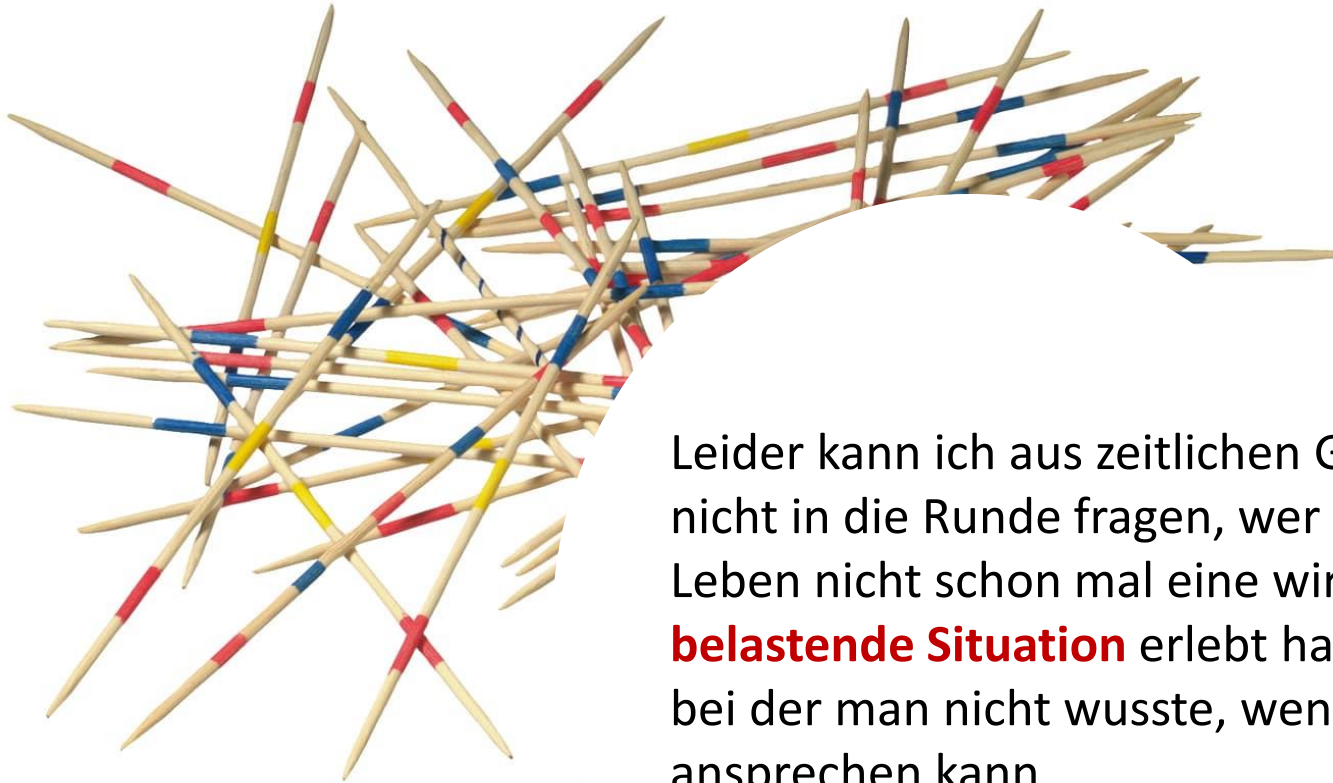 Leider kann ich aus zeitlichen
nicht in die Runde fragen, wer
Leben nicht schon mal eine
belastende Situation erlebt
bei der man nicht wusste,
ansprechen kann